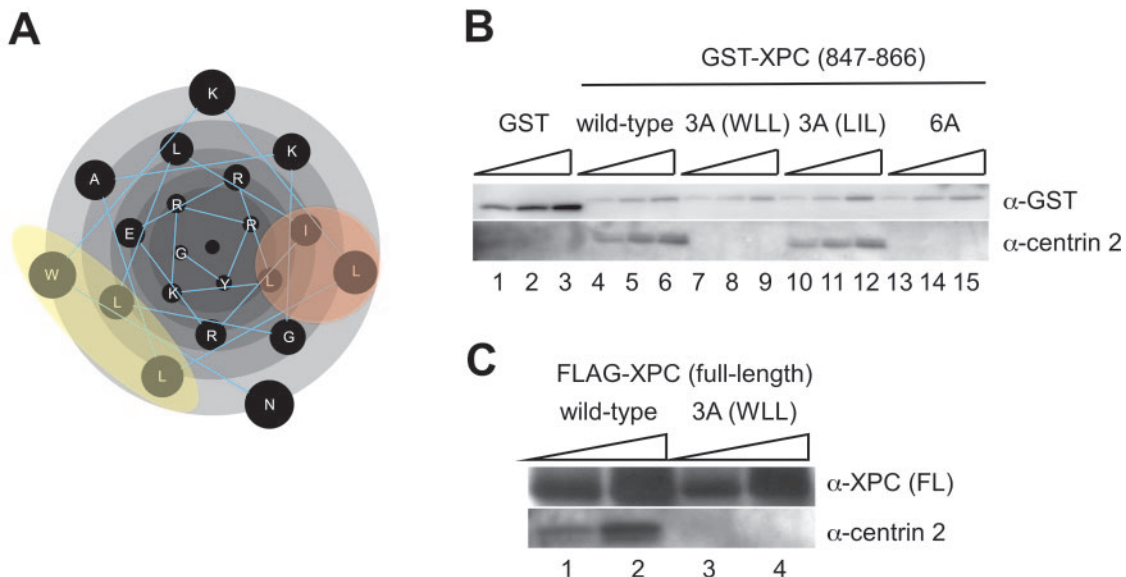 A
K
L
K
A
R
R
R
E
I
G
W
L
L
K
Y
L
R
G
L
N
B
GST-XPC (847-866)
GST wild-type 3A (WLL) 3A (LIL) 6A
α-GST
α-centrin 2
1 2 3 4 5 6 7 8 9 10 11 12 13 14 15
C
FLAG-XPC (full-length)
wild-type 3A (WLL)
α-XPC (FL)
α-centrin 2
1 2 3 4